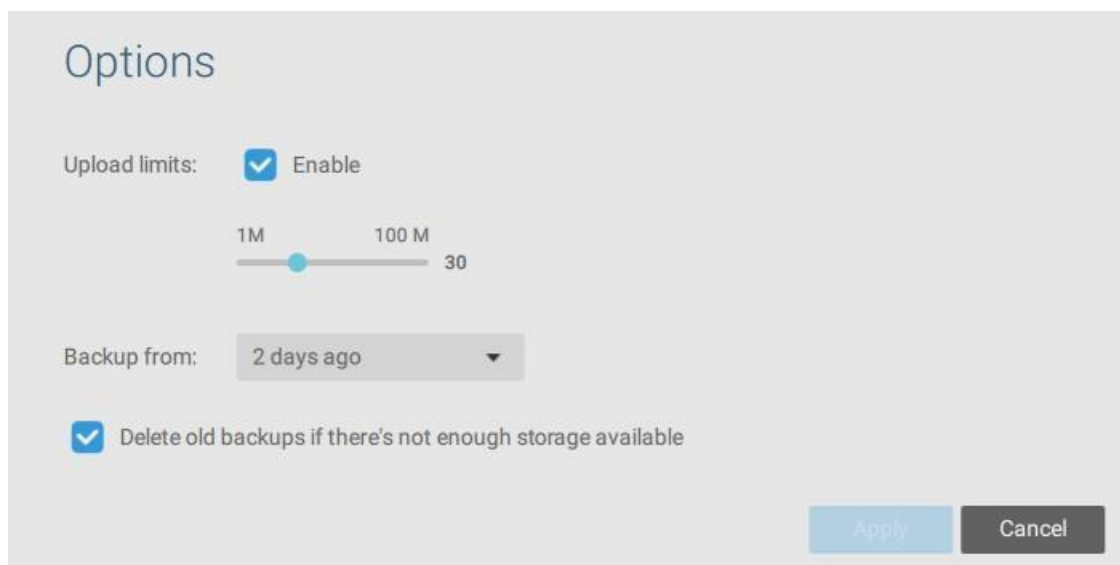 Options
Upload limits: Enable
1M 100 M
30
Backup from: 2 days ago
Delete old backups if there's not enough storage available
Apply Cancel